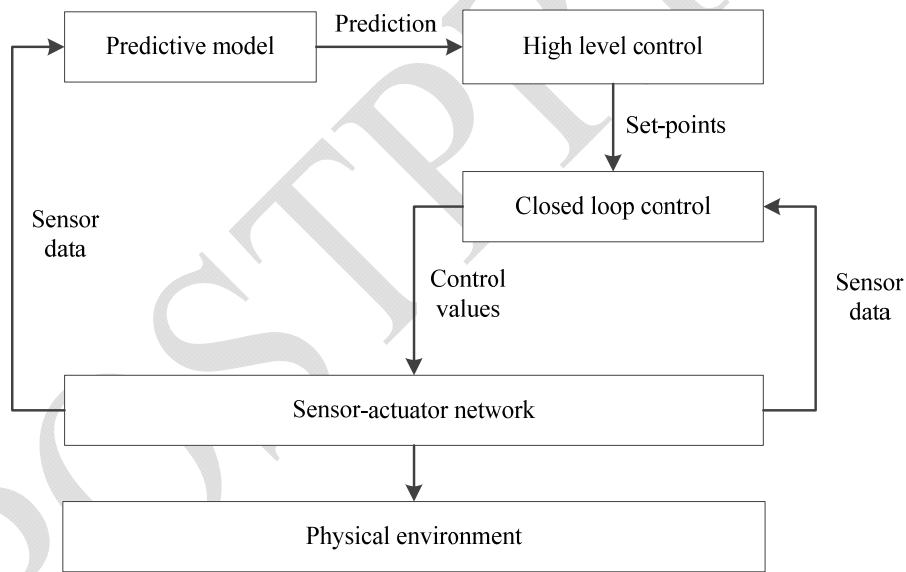 Prediction
Predictive model
High level control
Set-points
Closed loop control
Sensor
data
Control
values
Sensor
data
Sensor-actuator network
Physical environment